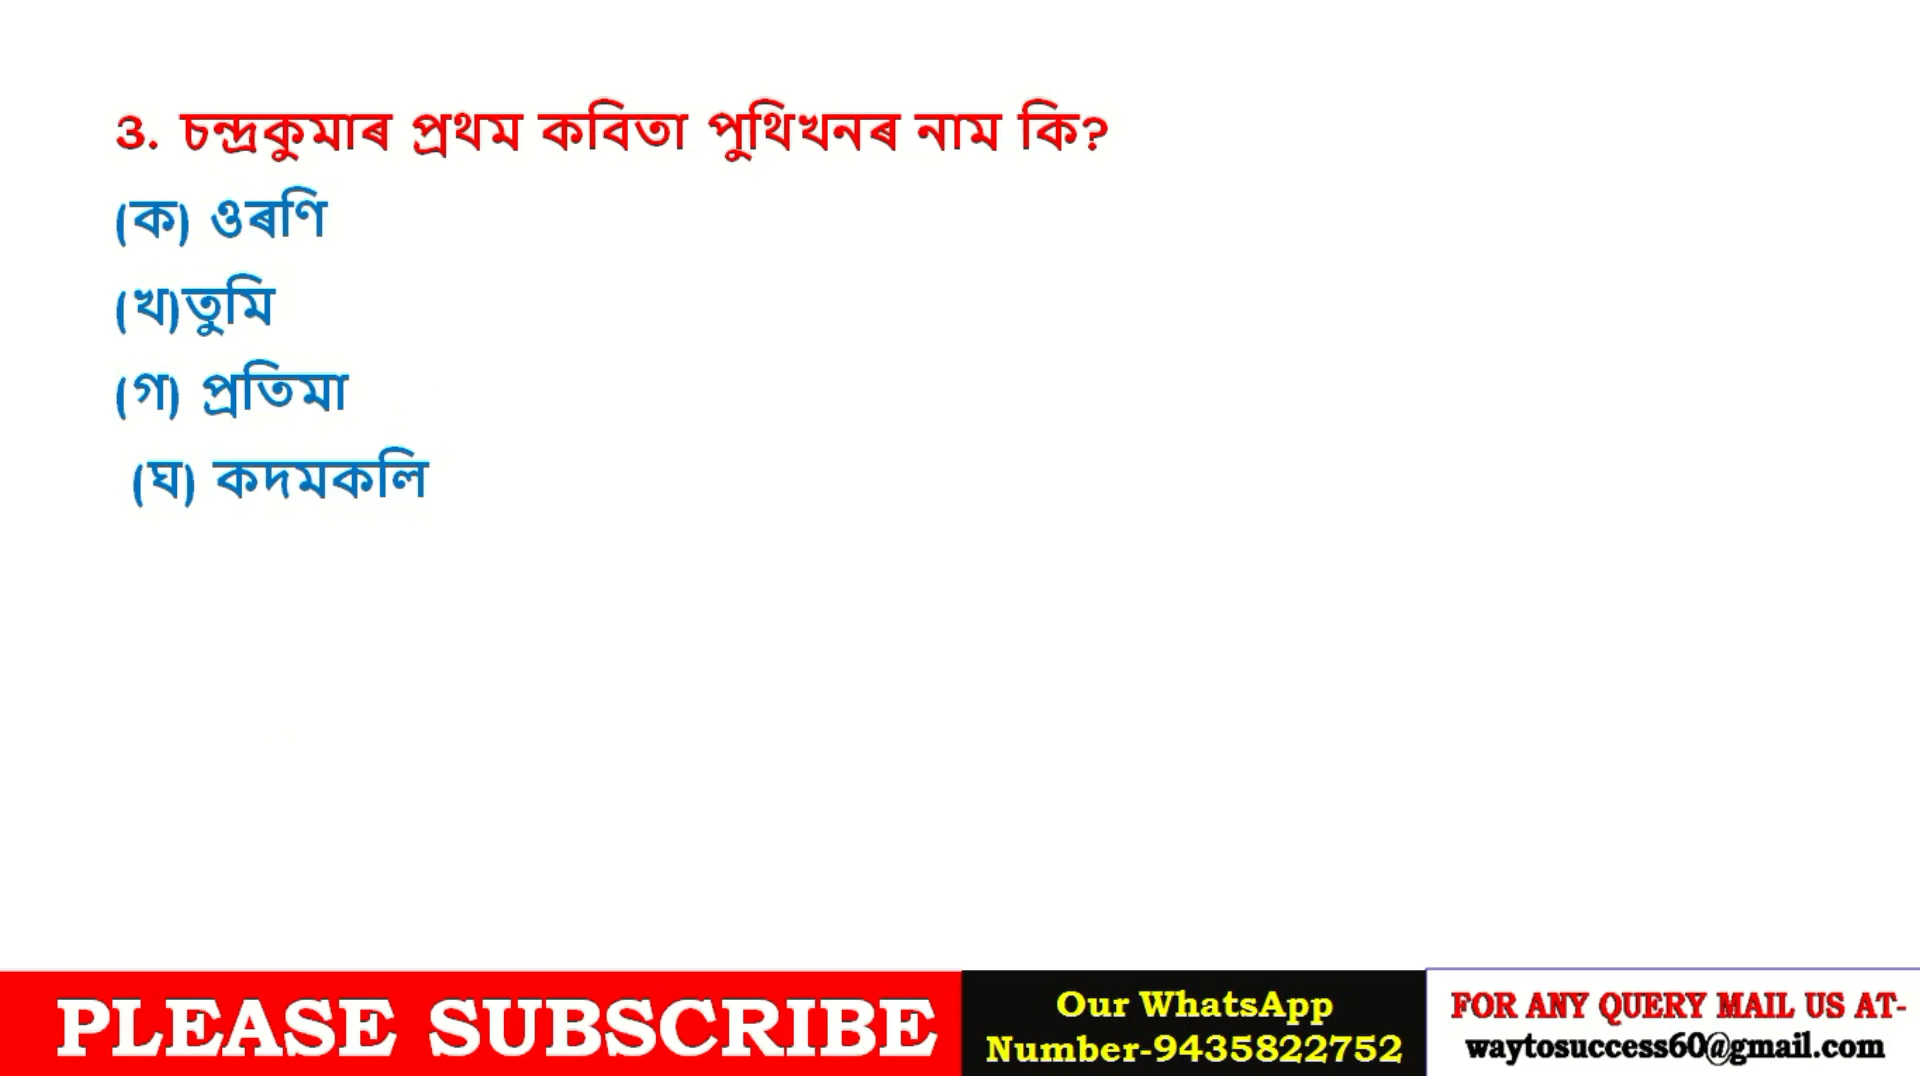 3. চন্দ্ৰকুমাৰ প্ৰথম কবিতা পুথিখনৰ নাম কি?
(ক) ওৰণি
(খ)তুমি
(গ) প্ৰতিমা
(ঘ) কদমকলি
PLEASE SUBSCRIBE
Our WhatsApp
Number-9435822752
FOR ANY QUERY MAIL US AT-
waytosuccess60@gmail.com